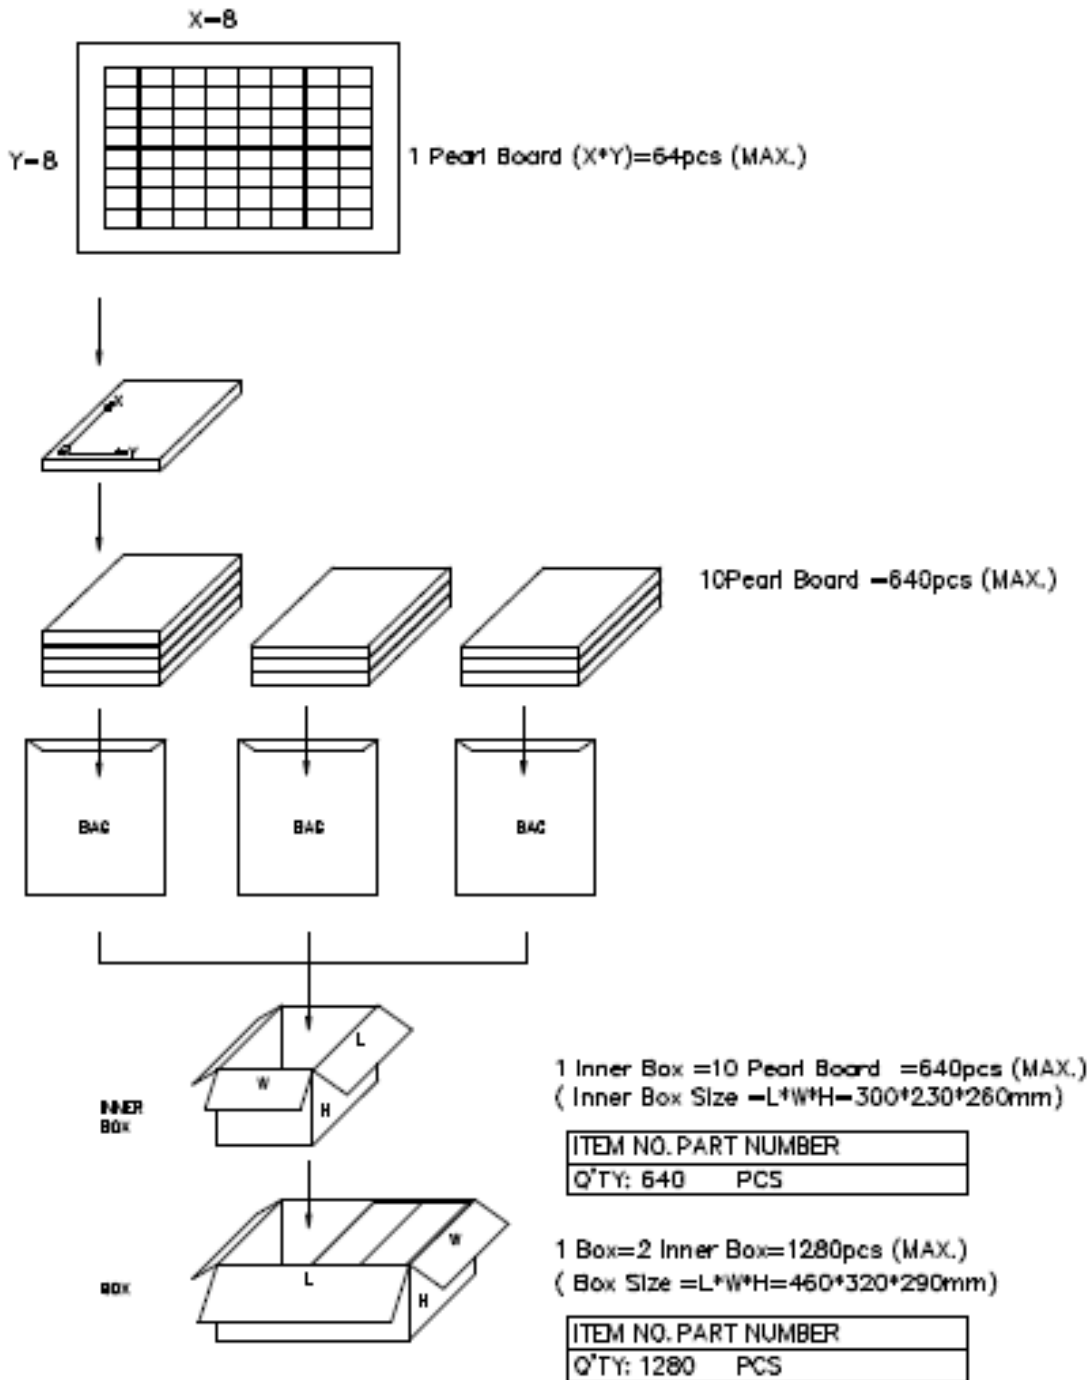 X-8
Y-8
1 Pearl Board (X*Y)=64pcs (MAX.)
X
Y
10Pearl Board -640pcs (MAX.)
BAG
BAG
BAG
L
W
H
INNER
BOX
1 Inner Box =10 Pearl Board =640pcs (MAX.)
( Inner Box Size -L*W*H-300*230*260mm)
ITEM NO. PART NUMBER
Q'TY: 640 PCS
W
L
H
BOX
1 Box=2 Inner Box=1280pcs (MAX.)
( Box Size =L*W*H=460*320*290mm)
ITEM NO. PART NUMBER
Q'TY: 1280 PCS